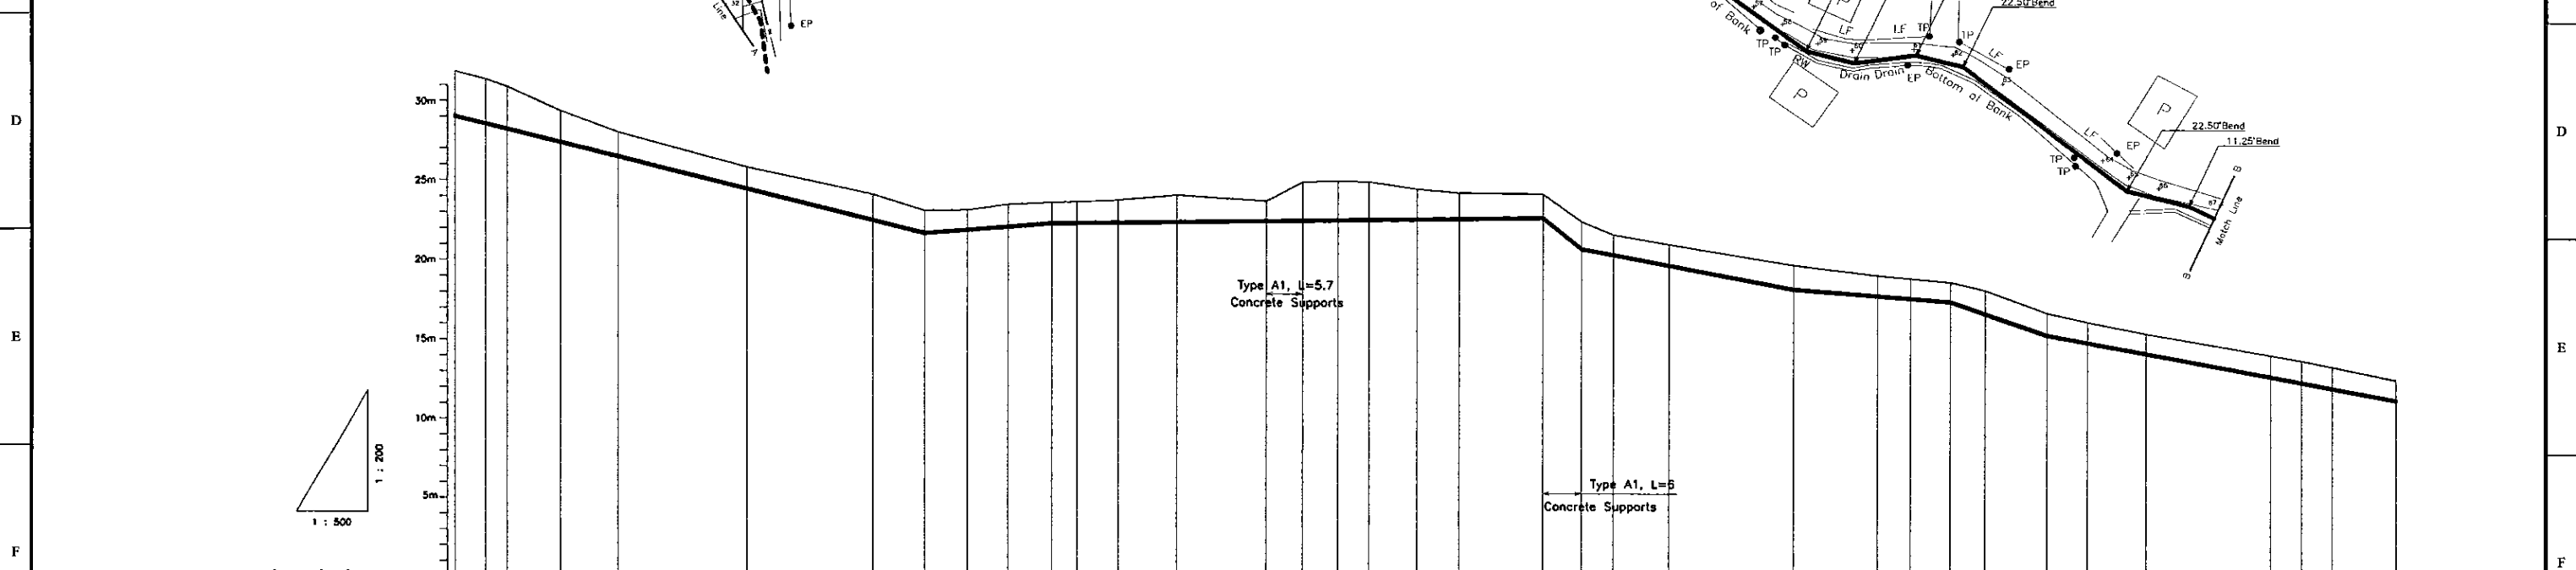 Line
32
A
EP
of Bank
TP
TP
RW
LF
LF
TP
TP
LF
EP
22.50°Bend
P
P
Drain Drain
EP
Bottom of Bank
LF
EP
TP
TP
P
22.50°Bend
11.25°Bend
B
Match Line
B
D
D
E
E
F
F
30m
25m
20m
15m
10m
5m
Type A1, L=5.7
Concrete Supports
Type A1, L=6
Concrete Supports
1 : 200
1 : 500